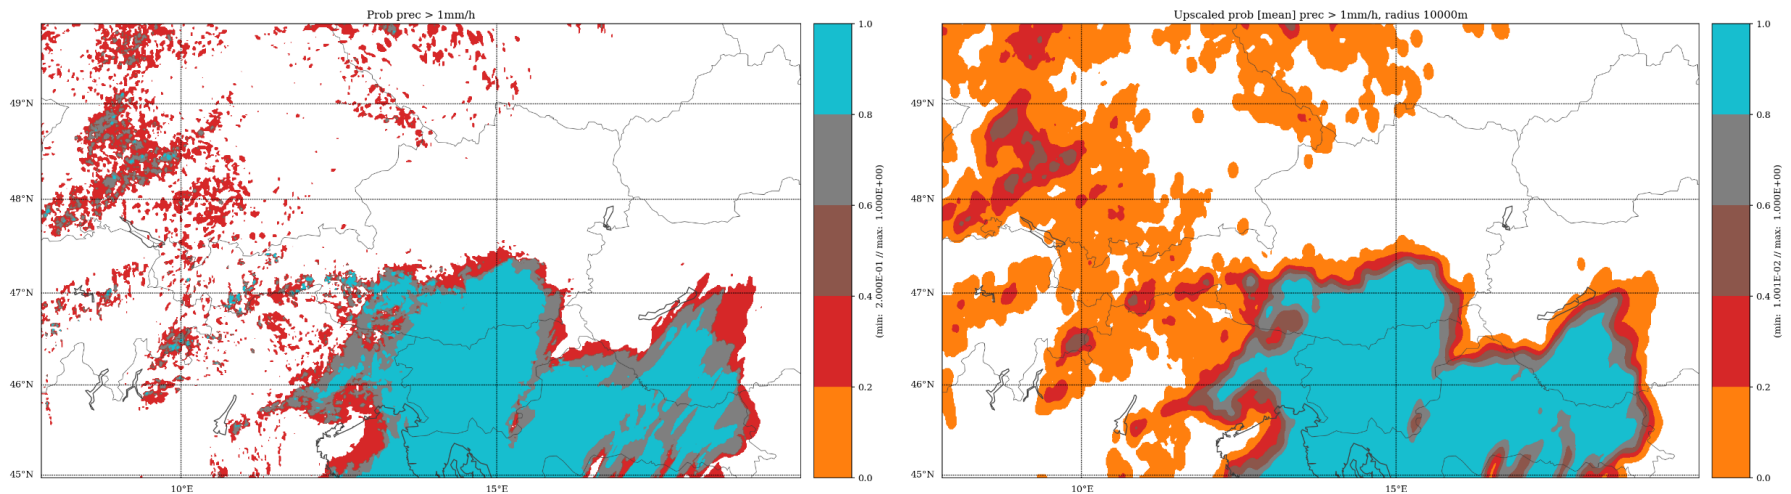 Prob prec > 1mm/h
49°N
48°N
47°N
46°N
45°N
10°E
15°E
1.0
0.8
0.6
0.4
0.2
0.0
(min: 2.000E-01 // max: 1.000E+00)
Upscaled prob [mean] prec > 1mm/h, radius 10000m
49°N
48°N
47°N
46°N
45°N
10°E
15°E
1.0
0.8
0.6
0.4
0.2
0.0
(min: 1.001E-02 // max: 1.000E+00)